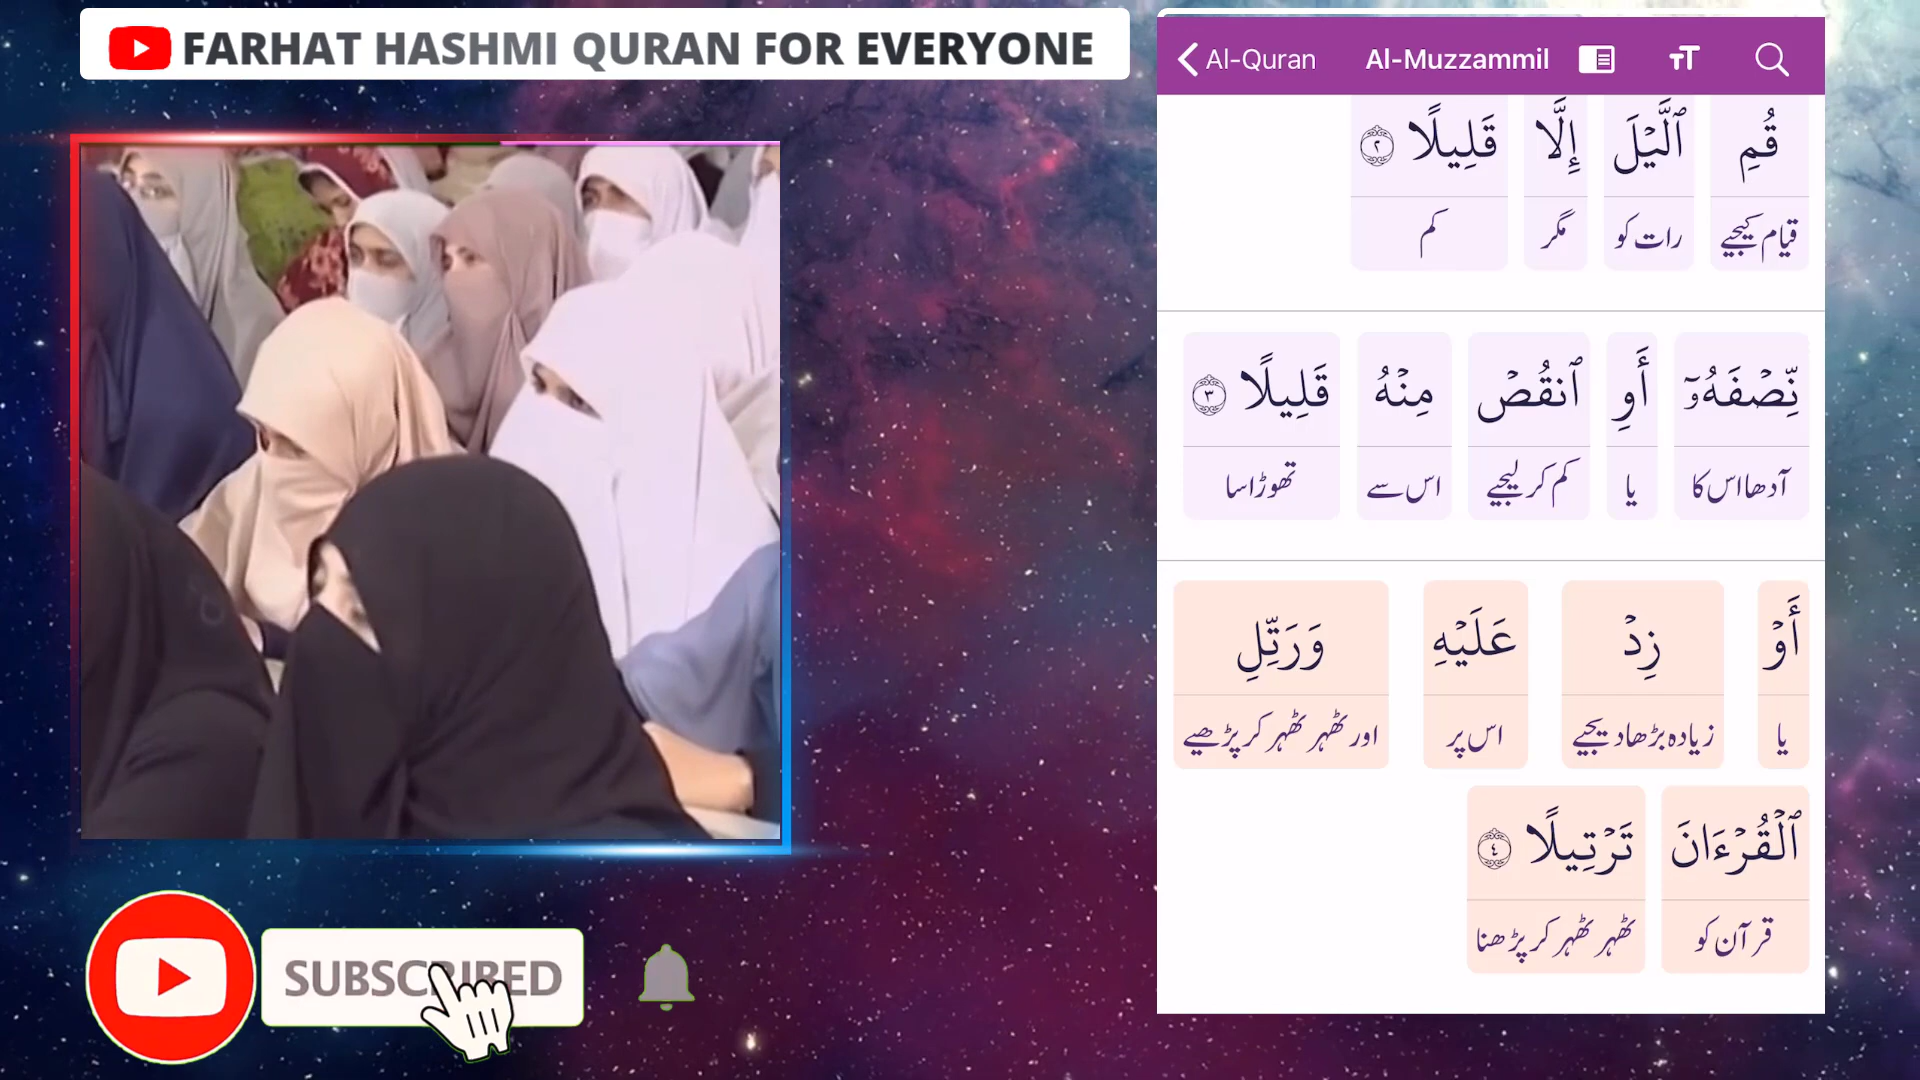 FARHAT HASHMI QURAN FOR EVERYONE
Al-Quran Al-Muzzammil
قُمِ ٱلَّيْلَ إِلَّا قَلِيلًا ٢
قیام کیجیے رات کو مگر کم
نِّصْفَهُۥٓ أَوِ ٱنقُصْ مِنْهُ قَلِيلًا ٣
آدھا اس کا یا کم کر لیجیے اس سے تھوڑا سا
أَوْ زِدْ عَلَيْهِ وَرَتِّلِ
یا زیادہ بڑھا دیجیے اس پر اور ٹھہر ٹھہر کر پڑھیے
ٱلْقُرْءَانَ تَرْتِيلًا ٤
قرآن کو ٹھہر ٹھہر کر پڑھنا
SUBSCRIBED